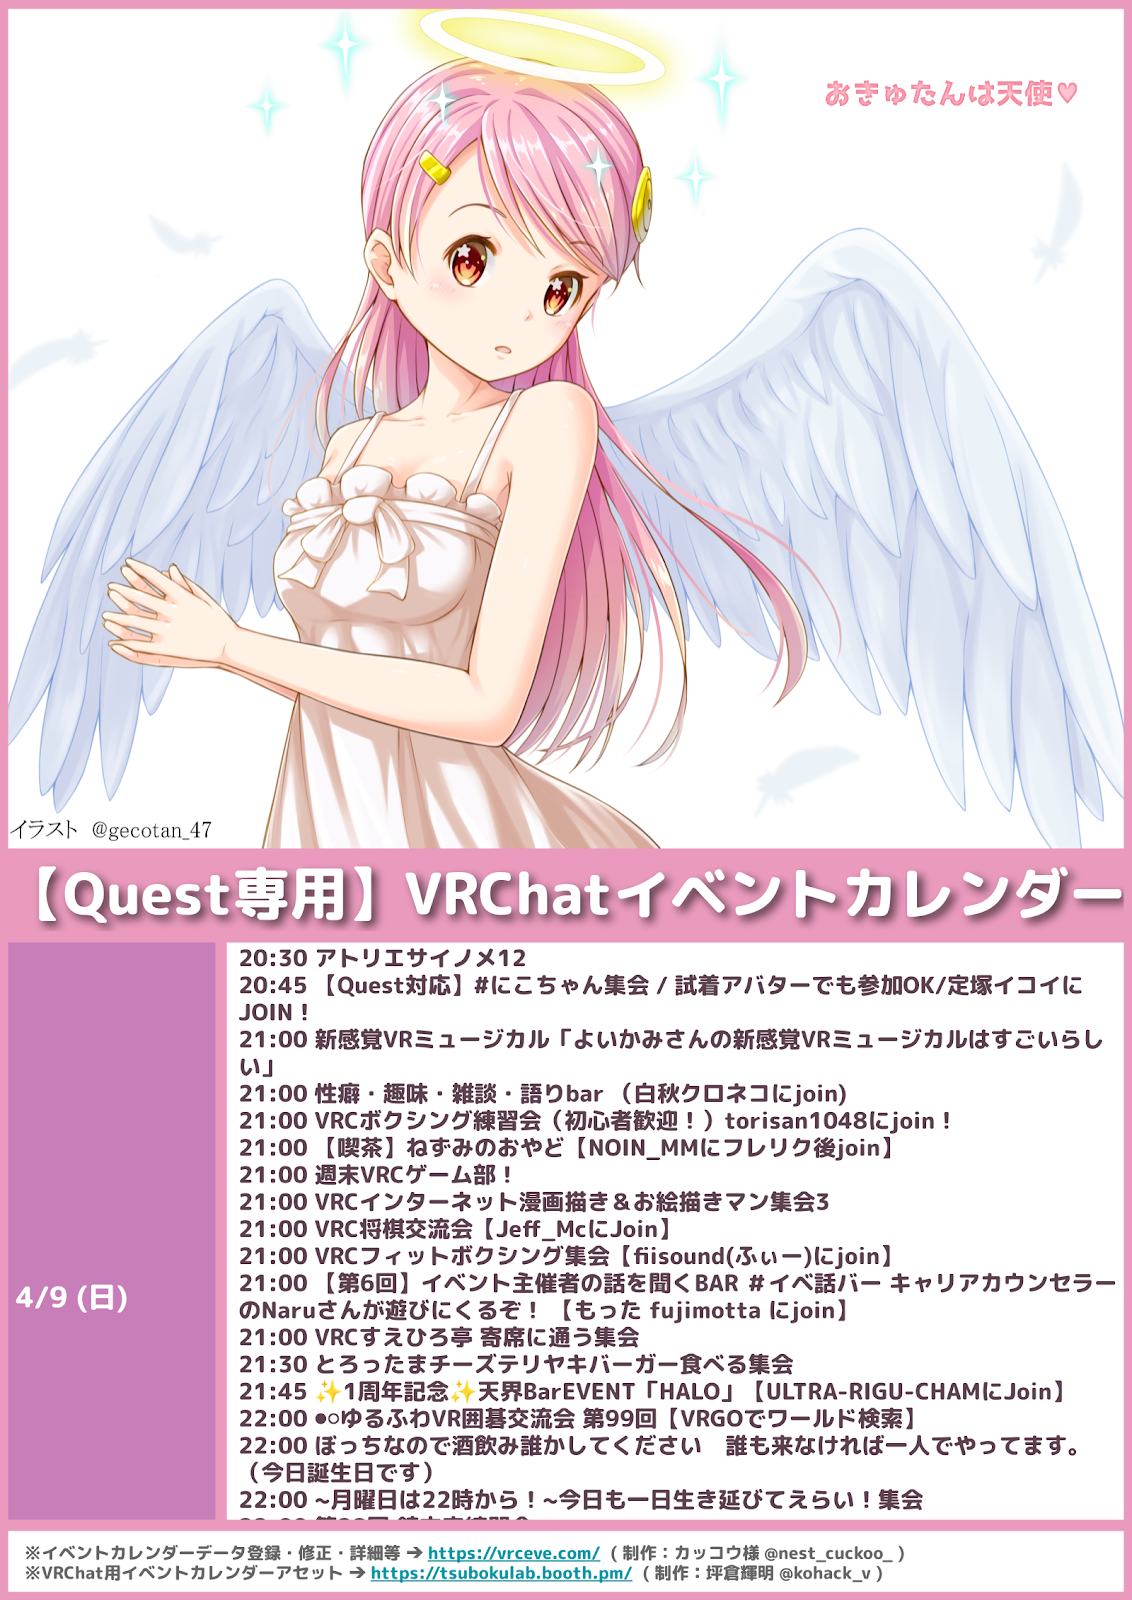 おきゅたんは天使♥
イラスト @gecotan_47
【Quest専用】VRChatイベントカレンダー
4/9 (日)
20:30 アトリエサイノメ12
20:45 【Quest対応】#にこちゃん集会 / 試着アバターでも参加OK/定塚イコイに
JOIN！
21:00 新感覚VRミュージカル「よいかみさんの新感覚VRミュージカルはすごいらし
い」
21:00 性癖・趣味・雑談・語りbar （白秋クロネコにjoin)
21:00 VRCボクシング練習会（初心者歓迎！）torisan1048にjoin！
21:00 【喫茶】ねずみのおやど【NOIN_MMにフレリク後join】
21:00 週末VRCゲーム部！
21:00 VRCインターネット漫画描き＆お絵描きマン集会3
21:00 VRC将棋交流会【Jeff_McにJoin】
21:00 VRCフィットボクシング集会【fiisound(ふぃー)にjoin】
21:00 【第6回】イベント主催者の話を聞くBAR ＃イベ話バー キャリアカウンセラー
のNaruさんが遊びにくるぞ！ 【もった fujimotta にjoin】
21:00 VRCすえひろ亭 寄席に通う集会
21:30 とろったまチーズテリヤキバーガー食べる集会
21:45 ✨1周年記念✨天界BarEVENT「HALO」【ULTRA-RIGU-CHAMにJoin】
22:00 ●○ゆるふわVR囲碁交流会 第99回【VRGOでワールド検索】
22:00 ぼっちなので酒飲み誰かしてください　誰も来なければ一人でやってます。
（今日誕生日です）
22:00 ~月曜日は22時から！~今日も一日生き延びてえらい！集会
※イベントカレンダーデータ登録・修正・詳細等 ➔ https://vrceve.com/ （ 制作：カッコウ様 @nest_cuckoo_ ）
※VRChat用イベントカレンダーアセット ➔ https://tsubokulab.booth.pm/ （ 制作：坪倉輝明 @kohack_v ）